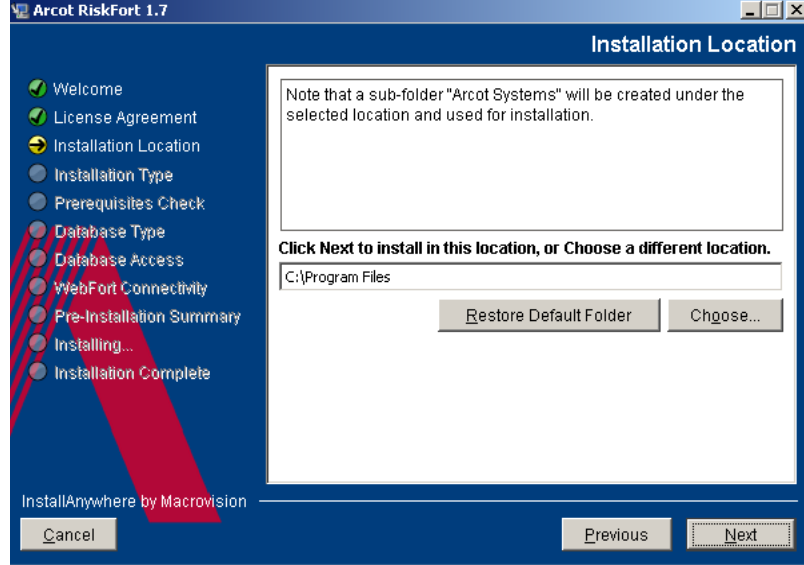 Arcot RiskFort 1.7
Installation Location
Welcome
License Agreement
Installation Location
Installation Type
Prerequisites Check
Database Type
Database Access
WebFort Connectivity
Pre-Installation Summary
Installing...
Installation Complete
Note that a sub-folder "Arcot Systems" will be created under the
selected location and used for installation.
Click Next to install in this location, or Choose a different location.
C:\Program Files
Restore Default Folder
Choose...
InstallAnywhere by Macrovision
Cancel
Previous
Next